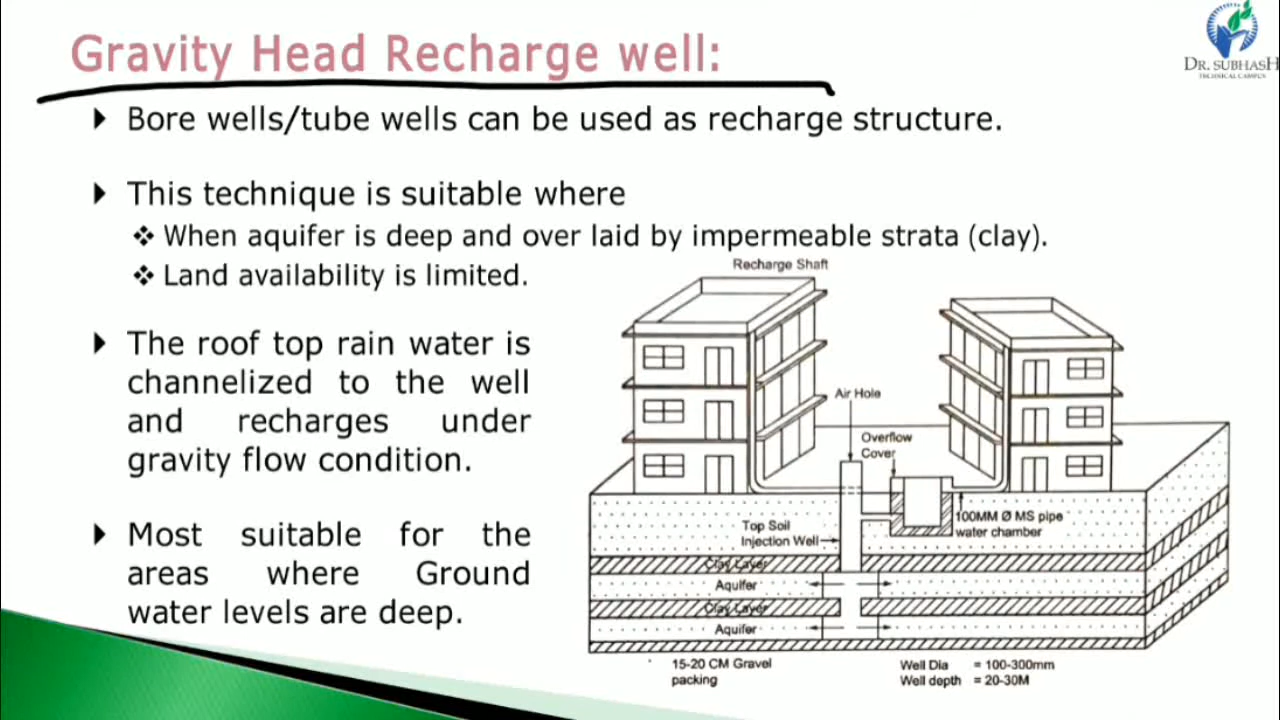 Gravity Head Recharge well:
DR. SUBHASH
TECHNICAL CAMPUS
Bore wells/tube wells can be used as recharge structure.
This technique is suitable where
When aquifer is deep and over laid by impermeable strata (clay).
Land availability is limited.
The roof top rain water is
channelized to the well
and recharges under
gravity flow condition.
Most suitable for the
areas where Ground
water levels are deep.
Recharge Shaft
Air Hole
Overflow
Cover
100MM Ø MS pipe
water chamber
Top Soil
Injection Well
Clay Layer
Aquifer
Clay Layer
Aquifer
15-20 CM Gravel
packing
Well Dia = 100-300mm
Well depth = 20-30M